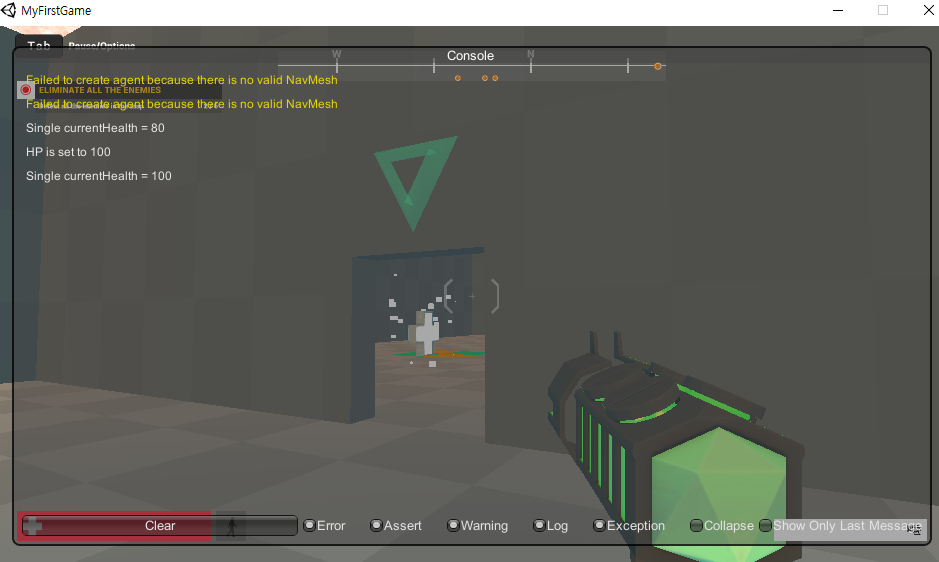 MyFirstGame
Tab Pause/Options
W Console N
Failed to create agent because there is no valid NavMesh
ELIMINATE ALL THE ENEMIES
Failed to create agent because there is no valid NavMesh
Single currentHealth = 80
HP is set to 100
Single currentHealth = 100
Clear Error Assert Warning Log Exception Collapse Show Only Last Message